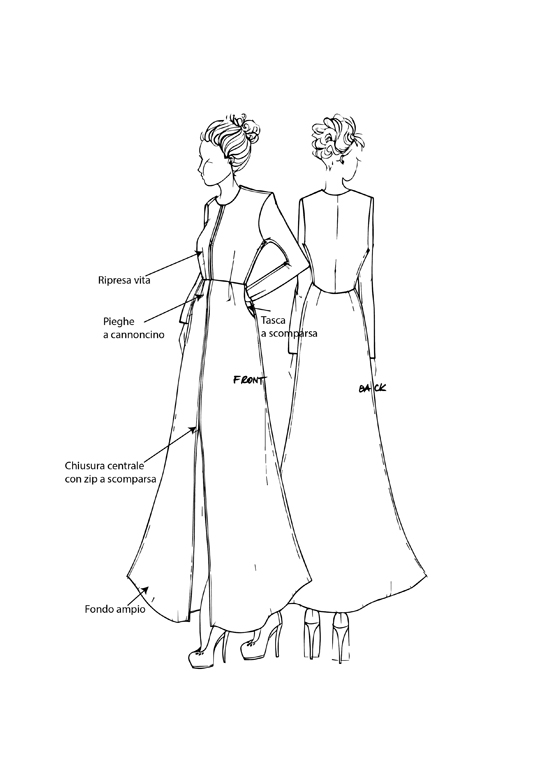 Ripresa vita
Pieghe
a cannoncino
Tasca
a scomparsa
FRONT
BACK
Chiusura centrale
con zip a scomparsa
Fondo ampio